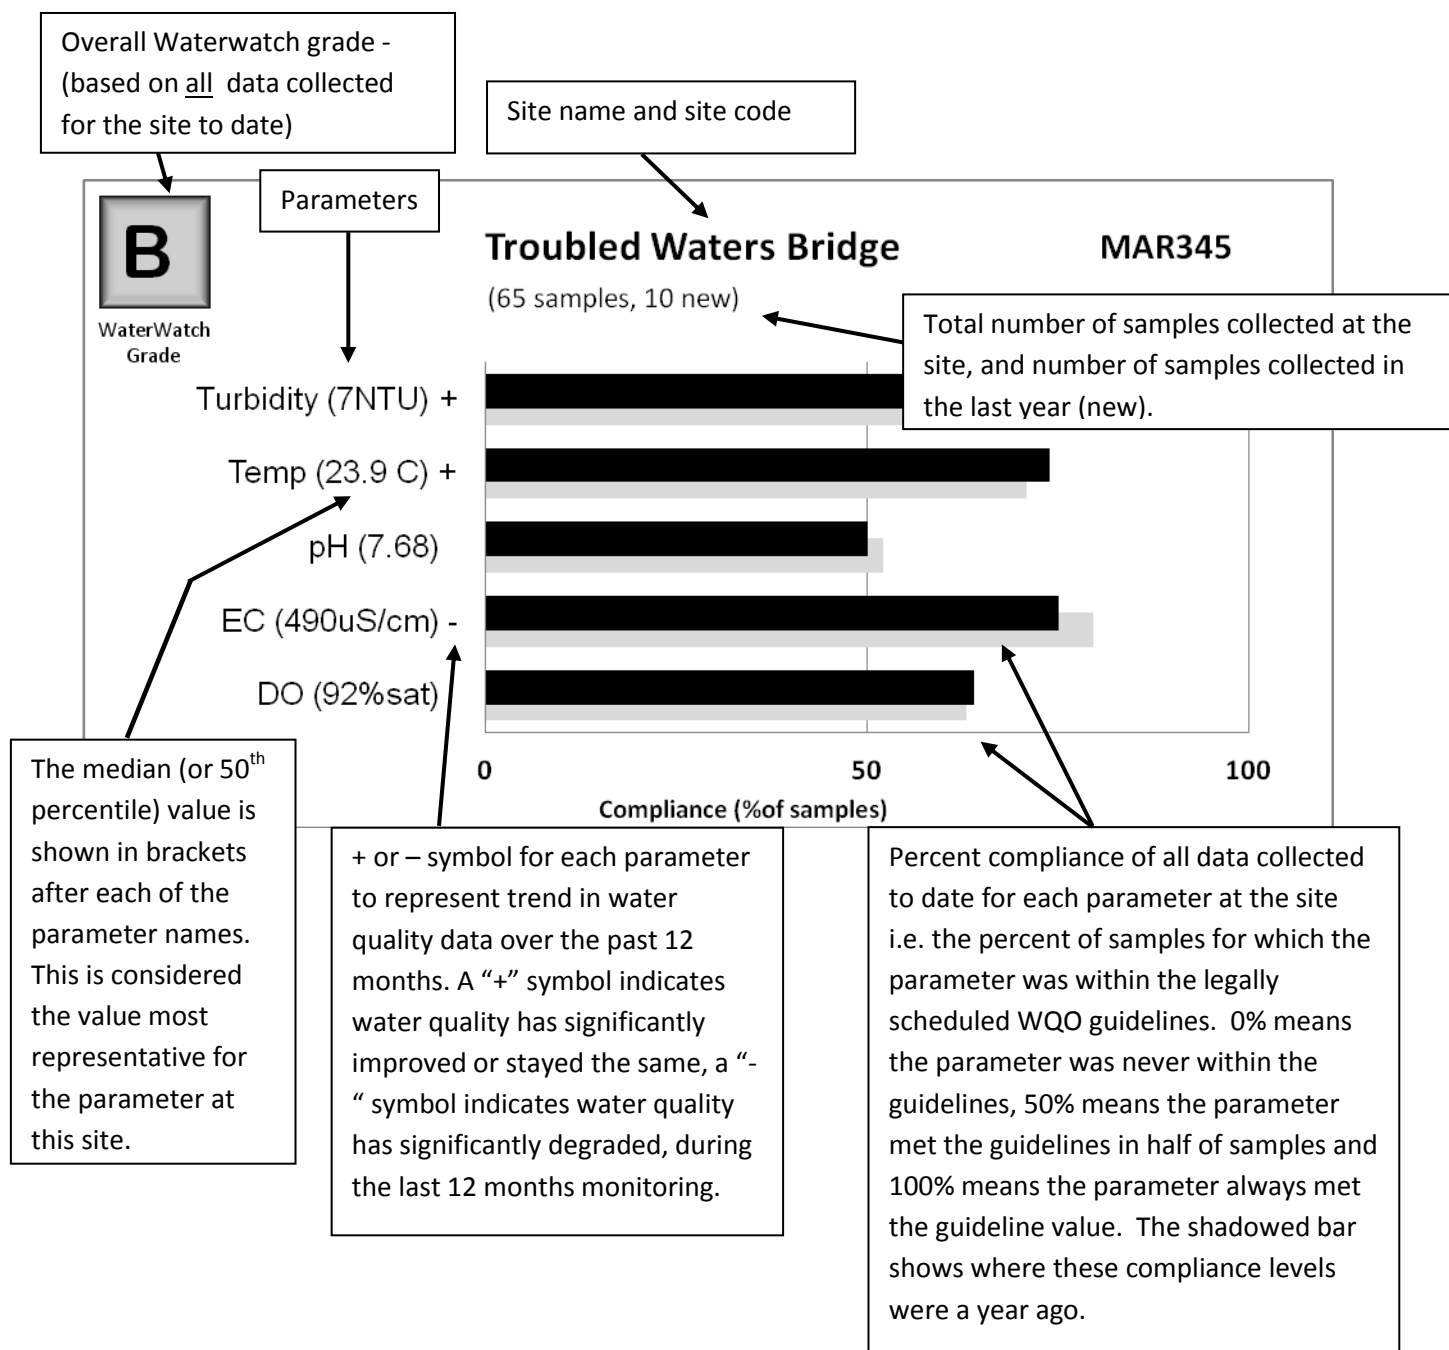 Overall Waterwatch grade -
(based on all data collected
for the site to date)
Site name and site code
Parameters
B
WaterWatch
Grade
Troubled Waters Bridge
MAR345
(65 samples, 10 new)
Total number of samples collected at the
site, and number of samples collected in
the last year (new).
Turbidity (7NTU) +
Temp (23.9 C) +
pH (7.68)
EC (490uS/cm) -
DO (92%sat)
0
50
100
Compliance (%of samples)
The median (or 50th
percentile) value is
shown in brackets
after each of the
parameter names.
This is considered
the value most
representative for
the parameter at
this site.
+ or – symbol for each parameter
to represent trend in water
quality data over the past 12
months. A “+” symbol indicates
water quality has significantly
improved or stayed the same, a “-
“ symbol indicates water quality
has significantly degraded, during
the last 12 months monitoring.
Percent compliance of all data collected
to date for each parameter at the site
i.e. the percent of samples for which the
parameter was within the legally
scheduled WQO guidelines.  0% means
the parameter was never within the
guidelines, 50% means the parameter
met the guidelines in half of samples and
100% means the parameter always met
the guideline value.  The shadowed bar
shows where these compliance levels
were a year ago.